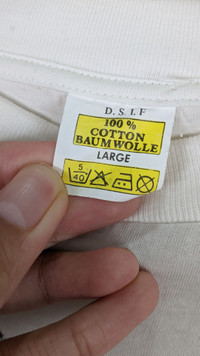 D. S I. F
100 %
COTTON
BAUMWOLLE
LARGE
5
40